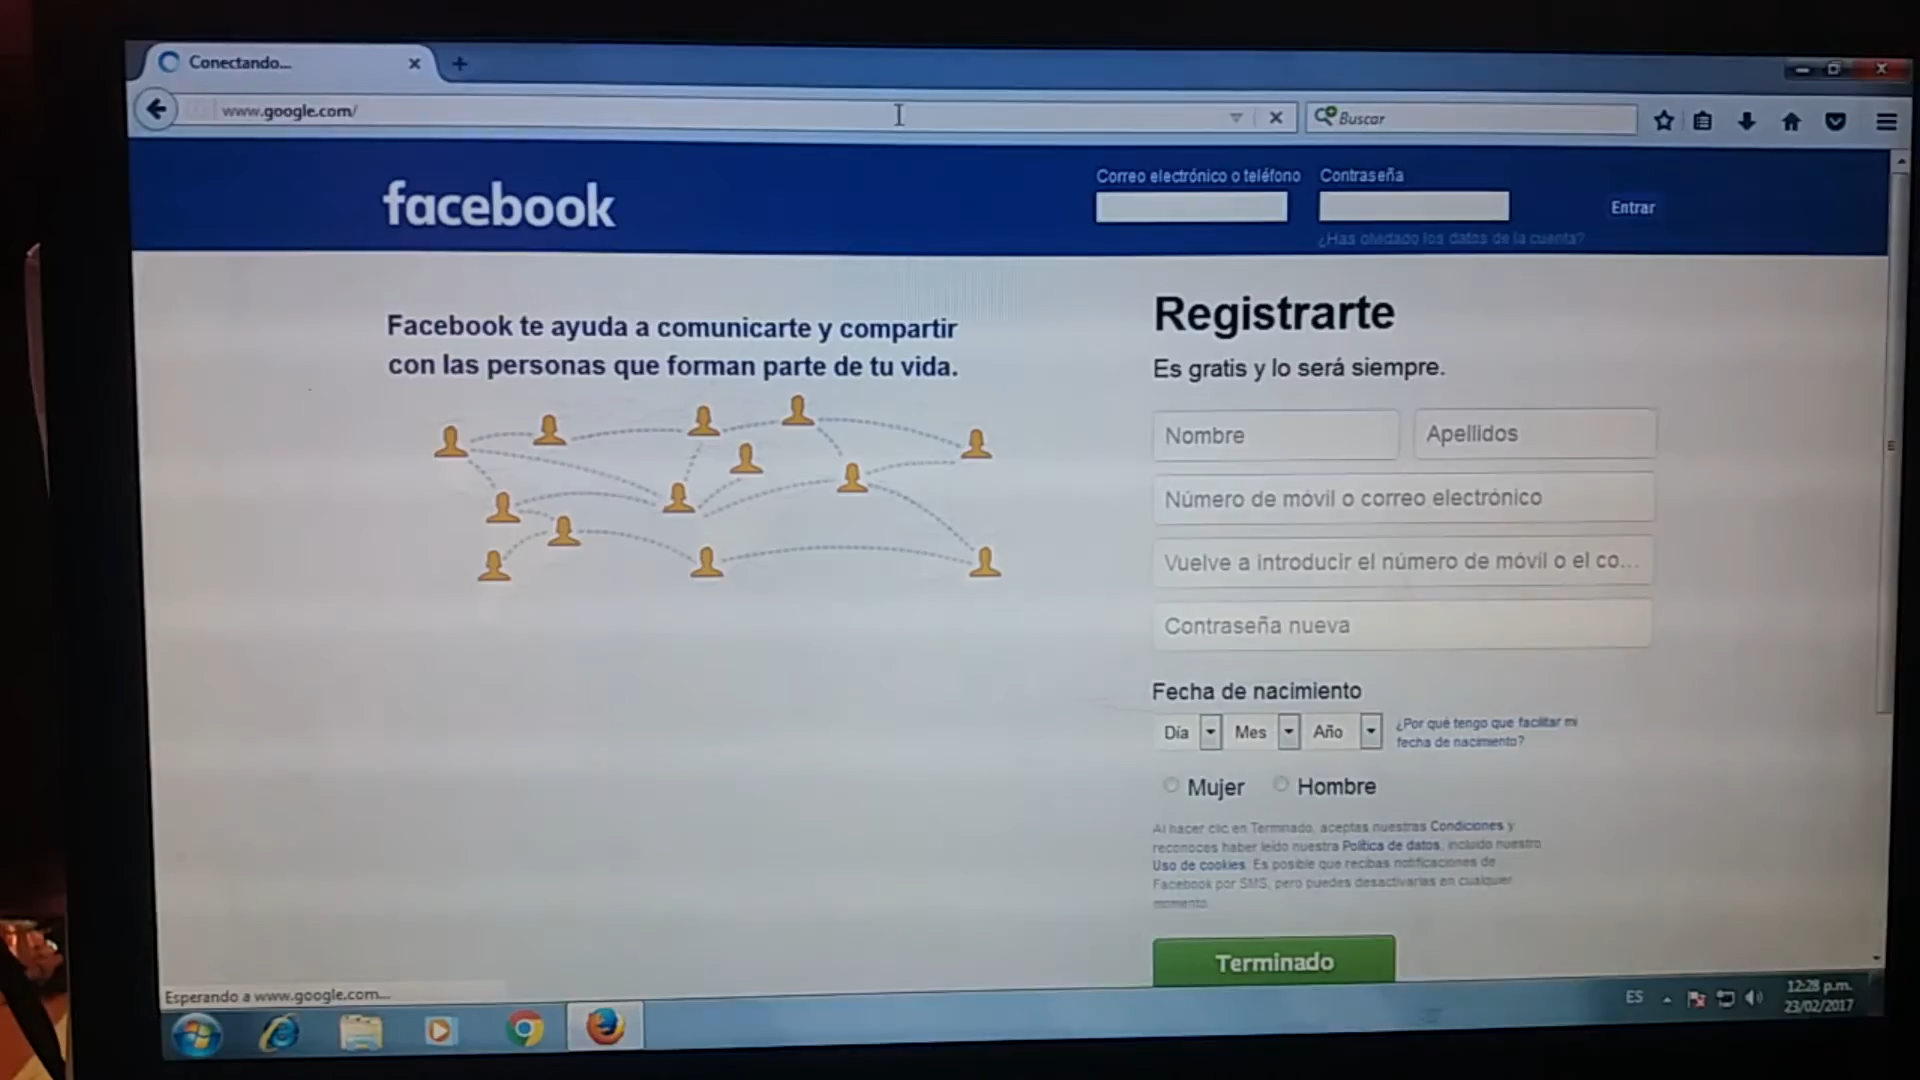 Conectando...
www.google.com/
Buscar
facebook
Correo electrónico o teléfono
Contraseña
Entrar
¿Has olvidado los datos de la cuenta?
Facebook te ayuda a comunicarte y compartir
con las personas que forman parte de tu vida.
Registrarte
Es gratis y lo será siempre.
Nombre
Apellidos
Número de móvil o correo electrónico
Vuelve a introducir el número de móvil o el co...
Contraseña nueva
Fecha de nacimiento
Día
Mes
Año
¿Por qué tengo que facilitar mi
fecha de nacimiento?
Mujer
Hombre
Al hacer clic en Terminado, aceptas nuestras Condiciones y
reconoces haber leído nuestra Política de datos, incluido nuestro
Uso de cookies. Es posible que recibas notificaciones de
Facebook por SMS, pero puedes desactivarlas en cualquier
momento.
Terminado
Esperando a www.google.com...
ES
12:28 p.m.
23/02/2017